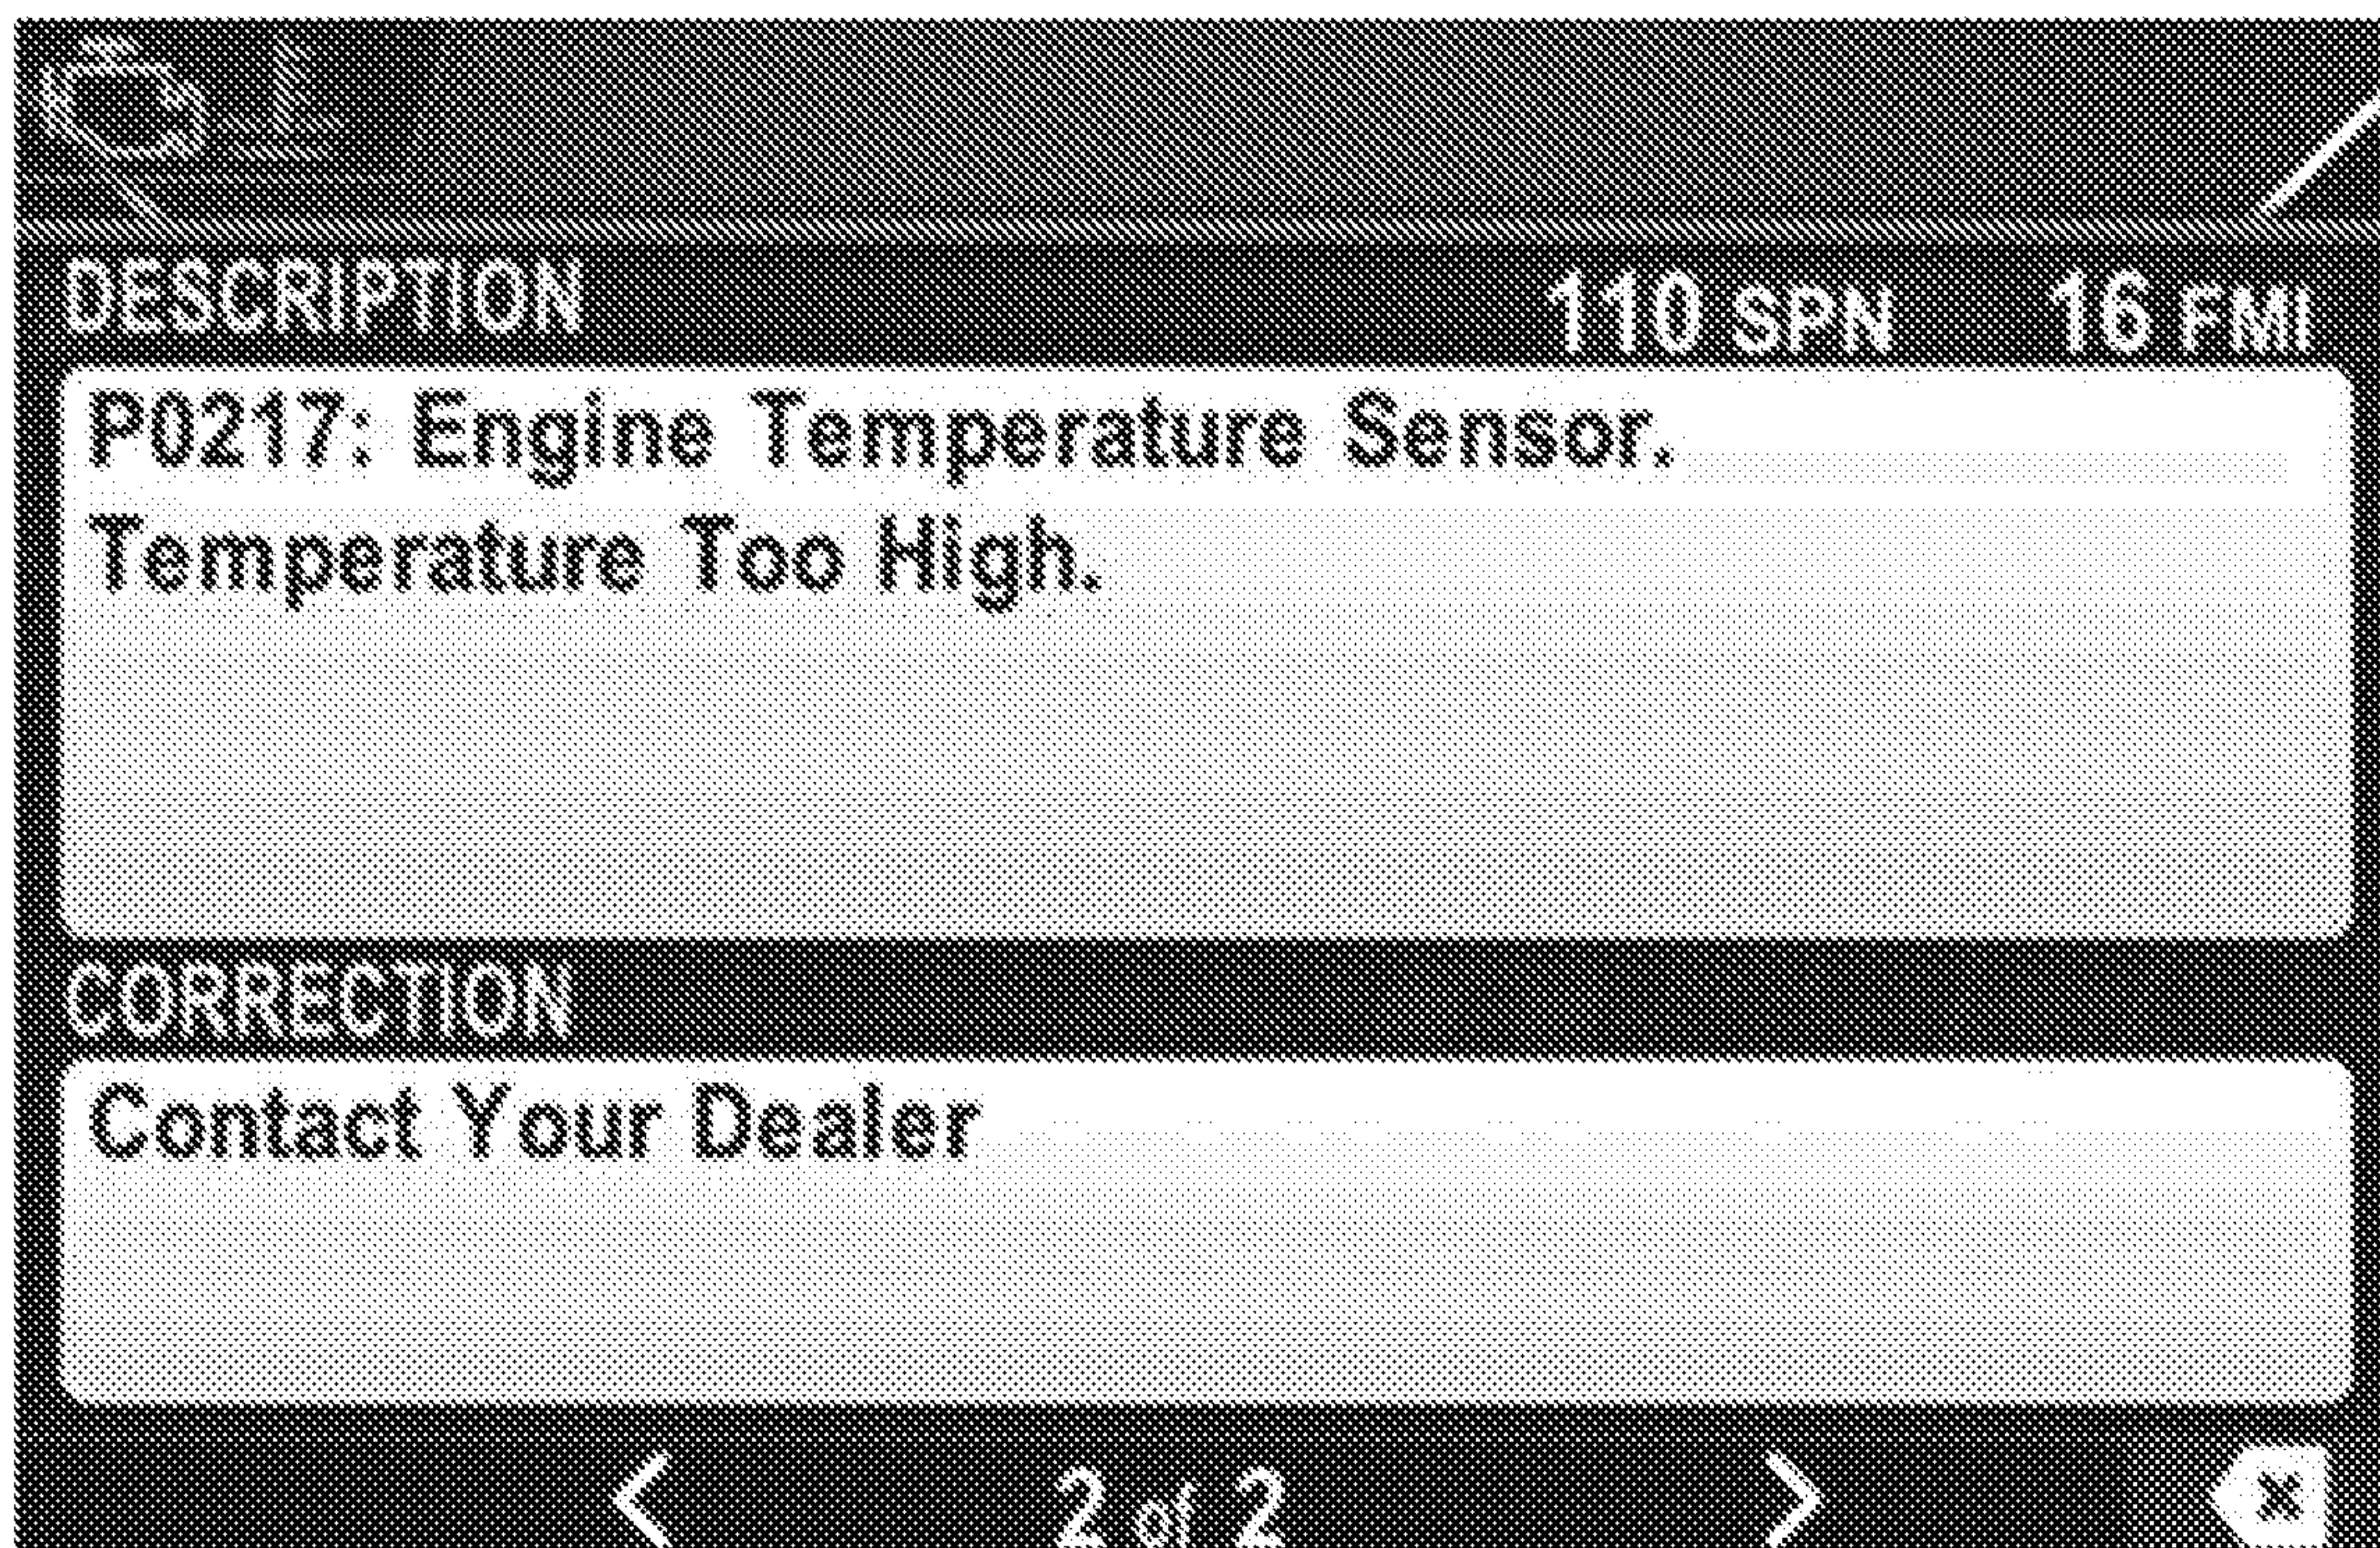 DESCRIPTION 110 SPN 16 FMI
P0217: Engine Temperature Sensor.
Temperature Too High.
CORRECTION
Contact Your Dealer
2 of 2